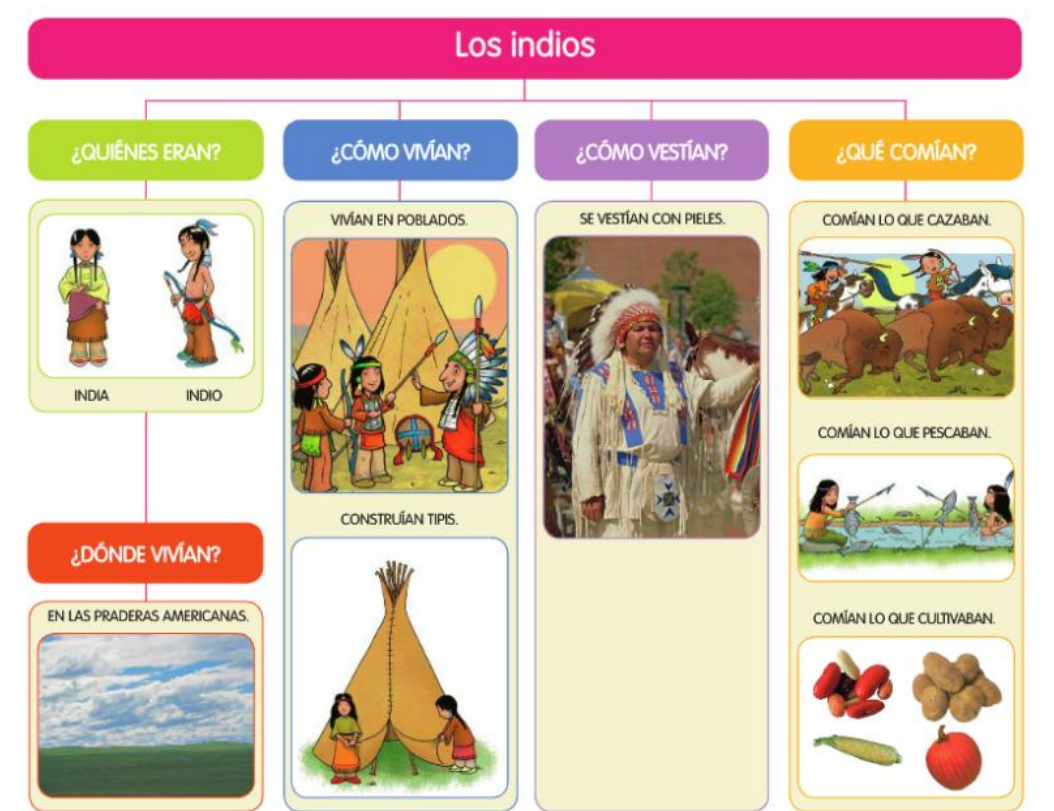 Los indios
¿QUIÉNES ERAN?
INDIA
INDIO
¿DÓNDE VIVÍAN?
EN LAS PRADERAS AMERICANAS.
¿CÓMO VIVÍAN?
VIVÍAN EN POBLADOS.
CONSTRUÍAN TIPIS.
¿CÓMO VESTÍAN?
SE VESTÍAN CON PIELES.
¿QUÉ COMÍAN?
COMÍAN LO QUE CAZABAN.
COMÍAN LO QUE PESCABAN.
COMÍAN LO QUE CULTIVABAN.